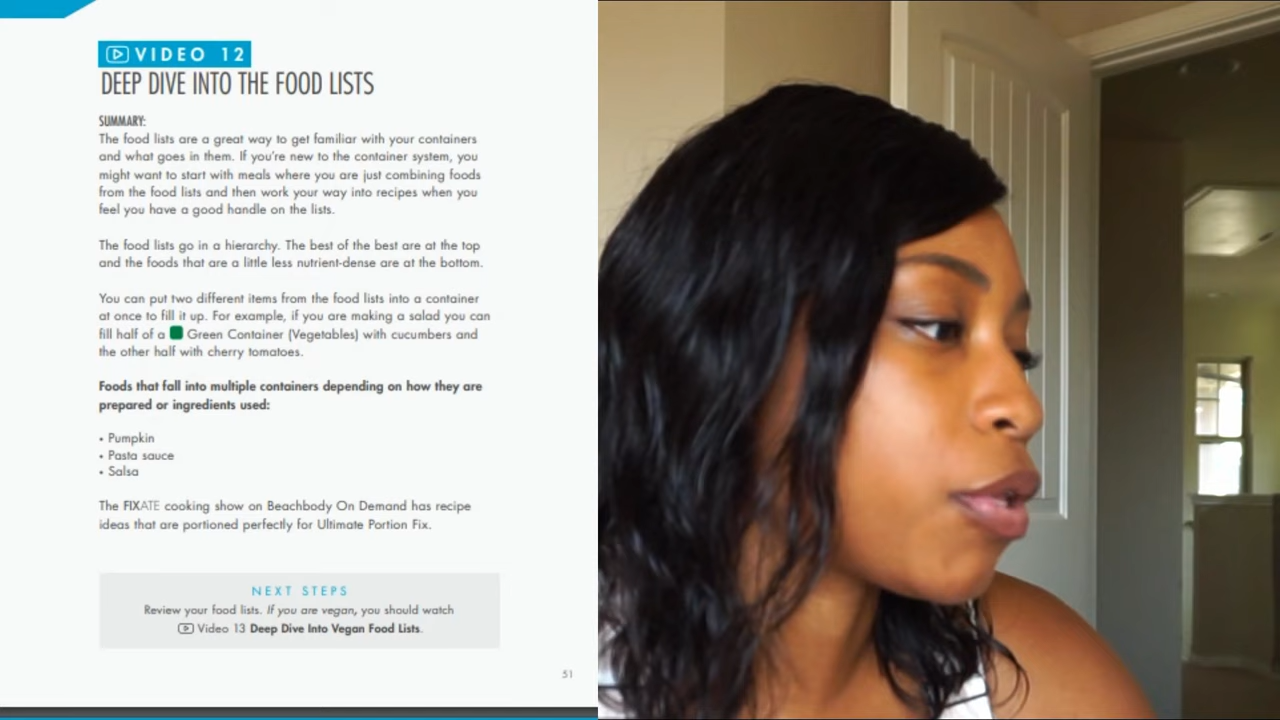 VIDEO 12
DEEP DIVE INTO THE FOOD LISTS
SUMMARY:
The food lists are a great way to get familiar with your containers
and what goes in them. If you're new to the container system, you
might want to start with meals where you are just combining foods
from the food lists and then work your way into recipes when you
feel you have a good handle on the lists.
The food lists go in a hierarchy. The best of the best are at the top
and the foods that are a little less nutrient-dense are at the bottom.
You can put two different items from the food lists into a container
at once to fill it up. For example, if you are making a salad you can
fill half of a Green Container (Vegetables) with cucumbers and
the other half with cherry tomatoes.
Foods that fall into multiple containers depending on how they are
prepared or ingredients used:
• Pumpkin
• Pasta sauce
• Salsa
The FIXATE cooking show on Beachbody On Demand has recipe
ideas that are portioned perfectly for Ultimate Portion Fix.
NEXT STEPS
Review your food lists. If you are vegan, you should watch
Video 13 Deep Dive Into Vegan Food Lists.
51